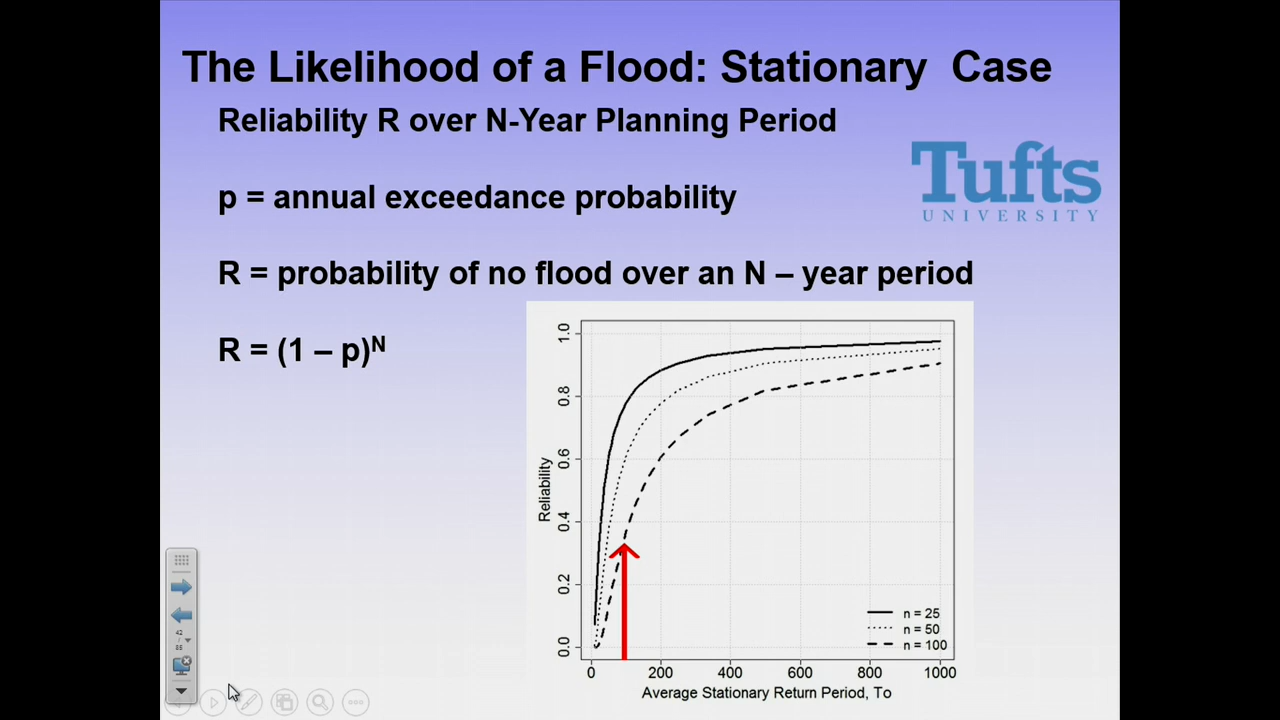 The Likelihood of a Flood: Stationary Case
Reliability R over N-Year Planning Period
Tufts
UNIVERSITY
p = annual exceedance probability
R = probability of no flood over an N – year period
R = (1 – p)^N
Reliability
1.0
0.8
0.6
0.4
0.2
0.0
n = 25
n = 50
n = 100
0 200 400 600 800 1000
Average Stationary Return Period, To
42
/